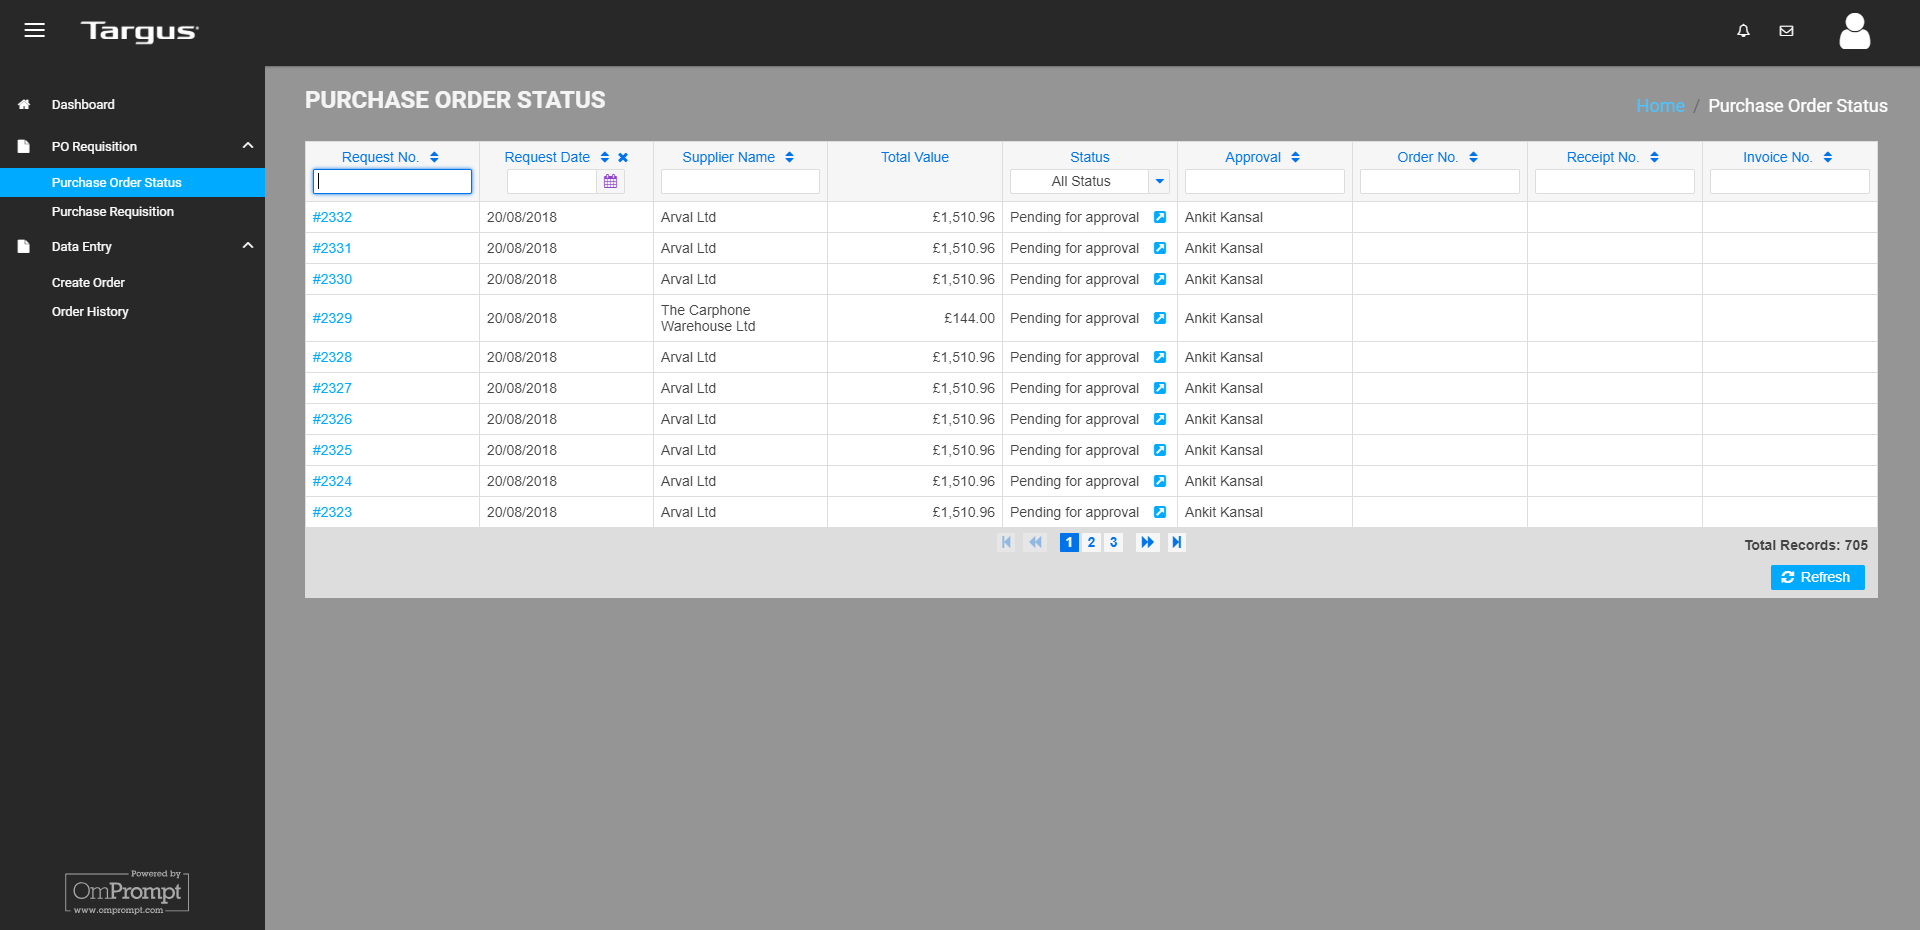 Targus
Dashboard
PO Requisition
Purchase Order Status
Purchase Requisition
Data Entry
Create Order
Order History
Powered by
OmPrompt
www.omprompt.com
PURCHASE ORDER STATUS
Home / Purchase Order Status
Request No. Request Date Supplier Name Total Value Status Approval Order No. Receipt No. Invoice No.
All Status
#2332 20/08/2018 Arval Ltd £1,510.96 Pending for approval Ankit Kansal
#2331 20/08/2018 Arval Ltd £1,510.96 Pending for approval Ankit Kansal
#2330 20/08/2018 Arval Ltd £1,510.96 Pending for approval Ankit Kansal
#2329 20/08/2018 The Carphone Warehouse Ltd £144.00 Pending for approval Ankit Kansal
#2328 20/08/2018 Arval Ltd £1,510.96 Pending for approval Ankit Kansal
#2327 20/08/2018 Arval Ltd £1,510.96 Pending for approval Ankit Kansal
#2326 20/08/2018 Arval Ltd £1,510.96 Pending for approval Ankit Kansal
#2325 20/08/2018 Arval Ltd £1,510.96 Pending for approval Ankit Kansal
#2324 20/08/2018 Arval Ltd £1,510.96 Pending for approval Ankit Kansal
#2323 20/08/2018 Arval Ltd £1,510.96 Pending for approval Ankit Kansal
1 2 3
Total Records: 705
Refresh